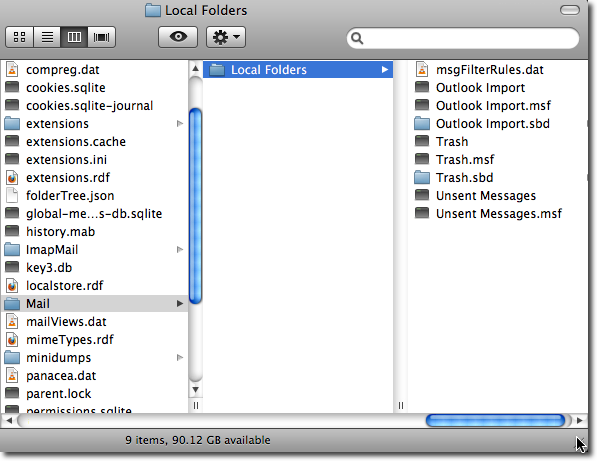 Local Folders
compreg.dat
cookies.sqlite
cookies.sqlite-journal
extensions
extensions.cache
extensions.ini
extensions.rdf
folderTree.json
global-me...s-db.sqlite
history.mab
ImapMail
key3.db
localstore.rdf
Mail
mailViews.dat
mimeTypes.rdf
minidumps
panacea.dat
parent.lock
permissions.sqlite
Local Folders
msgFilterRules.dat
Outlook Import
Outlook Import.msf
Outlook Import.sbd
Trash
Trash.msf
Trash.sbd
Unsent Messages
Unsent Messages.msf
9 items, 90.12 GB available